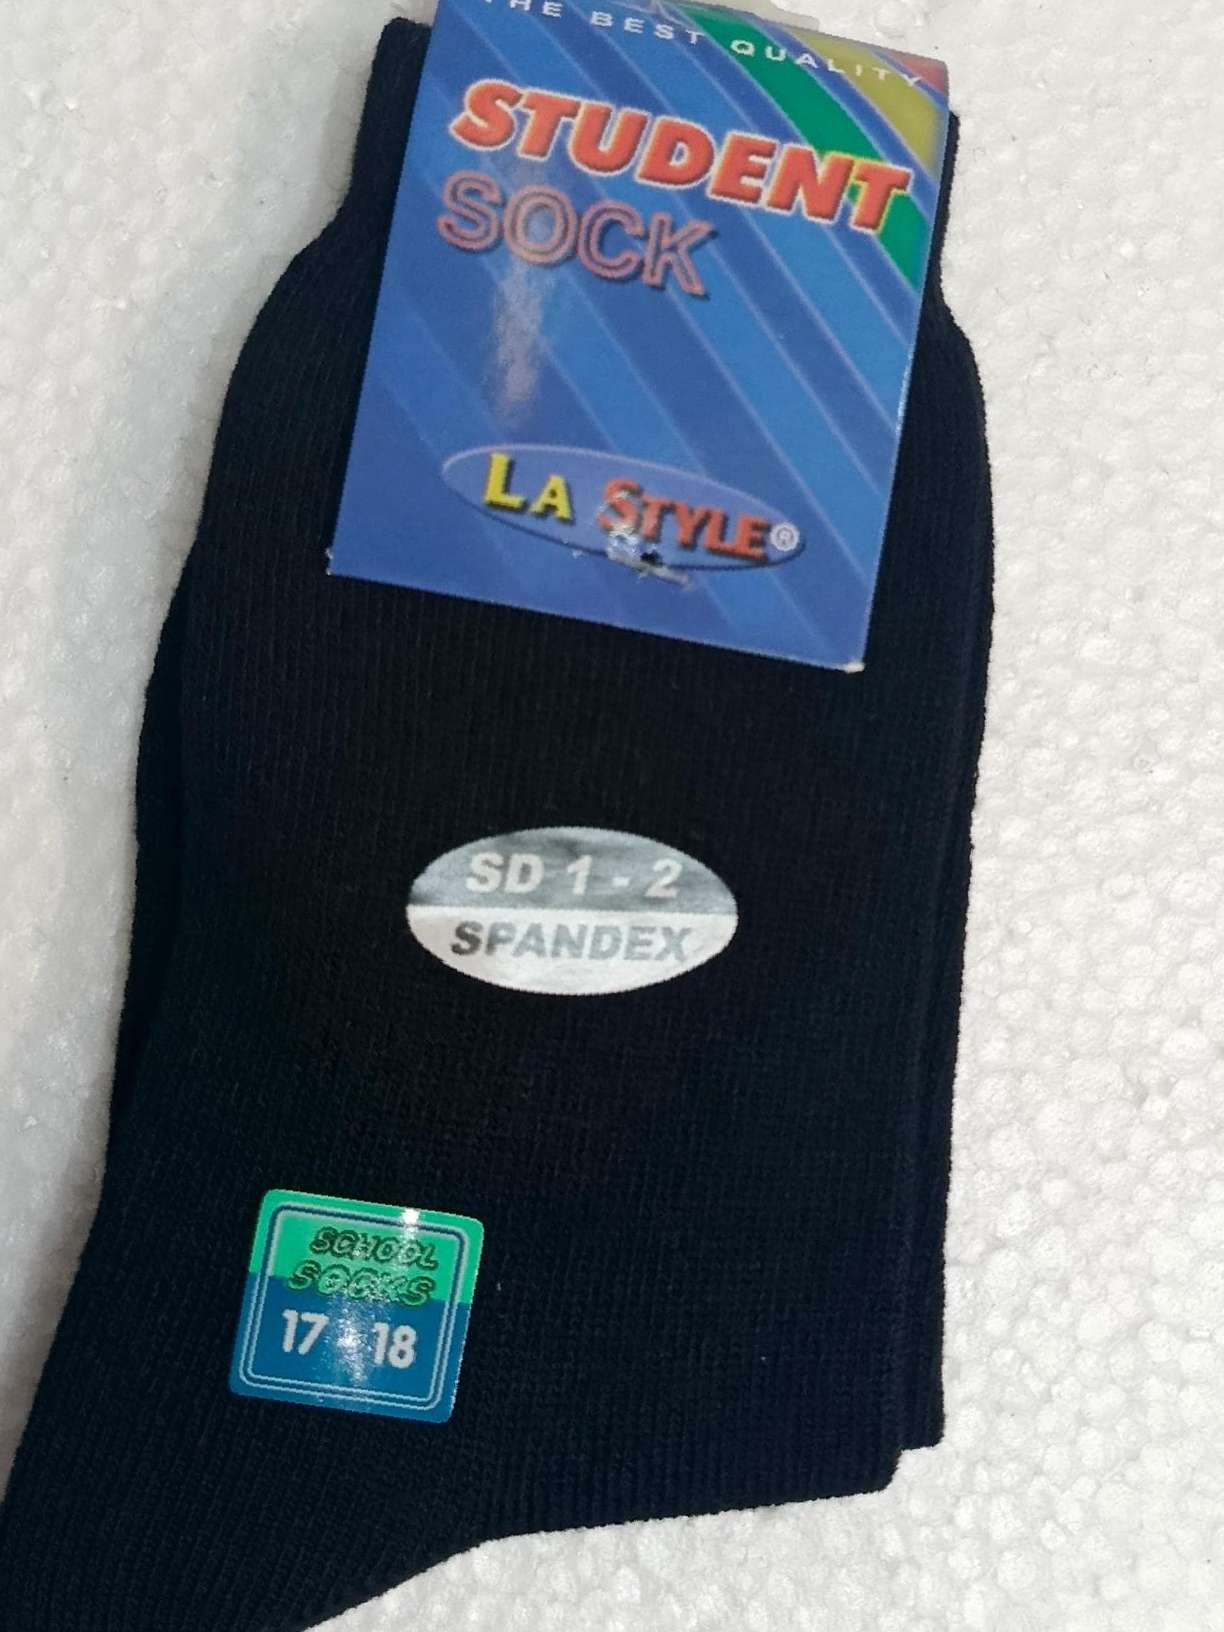 THE BEST QUALITY
STUDENT
SOCK
LA STYLE®
SD 1 - 2
SPANDEX
SCHOOL
SOCKS
17 - 18